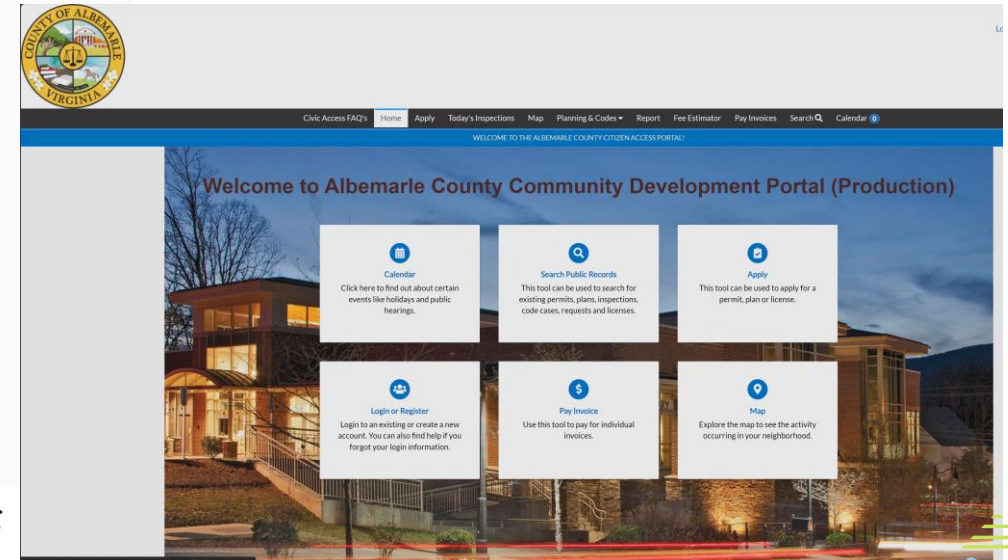 COUNTY OF ALBEMARLE
VIRGINIA
Civic Access FAQ's Home Apply Today's Inspections Map Planning & Codes Report Fee Estimator Pay Invoices Search Calendar 0
WELCOME TO THE ALBEMARLE COUNTY CITIZEN ACCESS PORTAL!
Welcome to Albemarle County Community Development Portal (Production)
Calendar
Click here to find out about certain
events like holidays and public
hearings.
Search Public Records
This tool can be used to search for
existing permits, plans, inspections,
code cases, requests and licenses.
Apply
This tool can be used to apply for a
permit, plan or license.
Login or Register
Login to an existing or create a new
account. You can also find help if you
forgot your login information.
Pay Invoice
Use this tool to pay for individual
invoices.
Map
Explore the map to see the activity
occurring in your neighborhood.